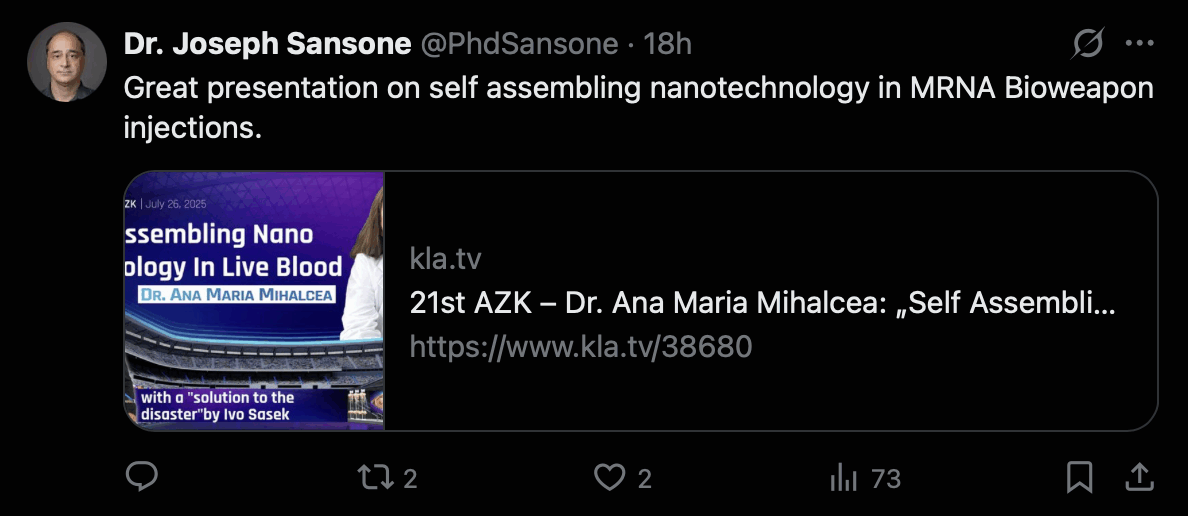 Dr. Joseph Sansone @PhdSansone · 18h
Great presentation on self assembling nanotechnology in MRNA Bioweapon
injections.
ZK | July 26, 2025
ssembling Nano
ology In Live Blood
DR. ANA MARIA MIHALCEA
with a "solution to the
disaster"by Ivo Sasek
kla.tv
21st AZK – Dr. Ana Maria Mihalcea: „Self Assembli...
https://www.kla.tv/38680
2
2
73